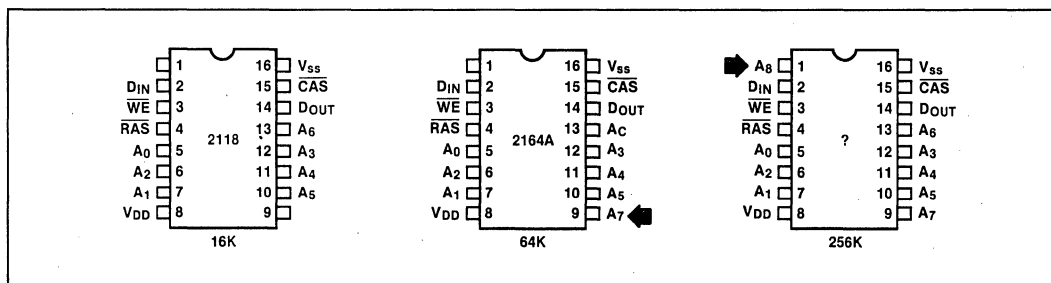 1 16 VSS
DIN 2 15 CAS
WE 3 14 DOUT
RAS 4 13 A6
2118
A0 5 12 A3
A2 6 11 A4
A1 7 10 A5
VDD 8 9
16K
1 16 VSS
DIN 2 15 CAS
WE 3 14 DOUT
RAS 4 13 AC
2164A
A0 5 12 A3
A2 6 11 A4
A1 7 10 A5
VDD 8 9 A7
64K
A8 1 16 VSS
DIN 2 15 CAS
WE 3 14 DOUT
RAS 4 13 A6
?
A0 5 12 A3
A2 6 11 A4
A1 7 10 A5
VDD 8 9 A7
256K